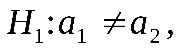 H₁: a₁ ≠ a₂ ,